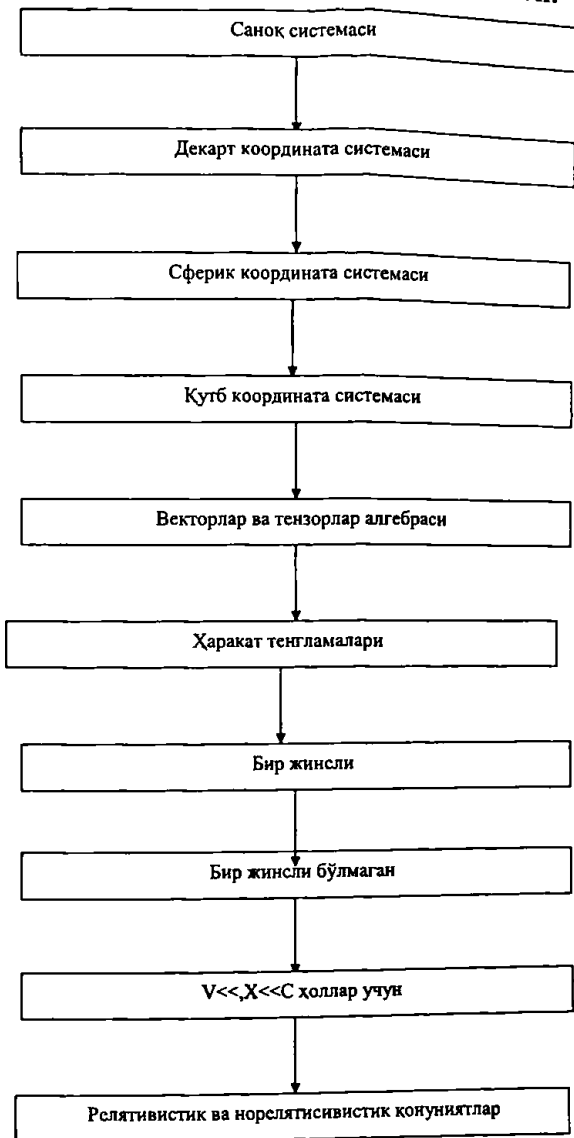 Саноқ системаси
Декарт координата системаси
Сферик координата системаси
Қутб координата системаси
Векторлар ва тензорлар алгебраси
Ҳаракат тенгламалари
Бир жинсли
Бир жинсли бўлмаган
V<<,X<<C ҳоллар учун
Релятивистик ва норелятисивистик қонуниятлар